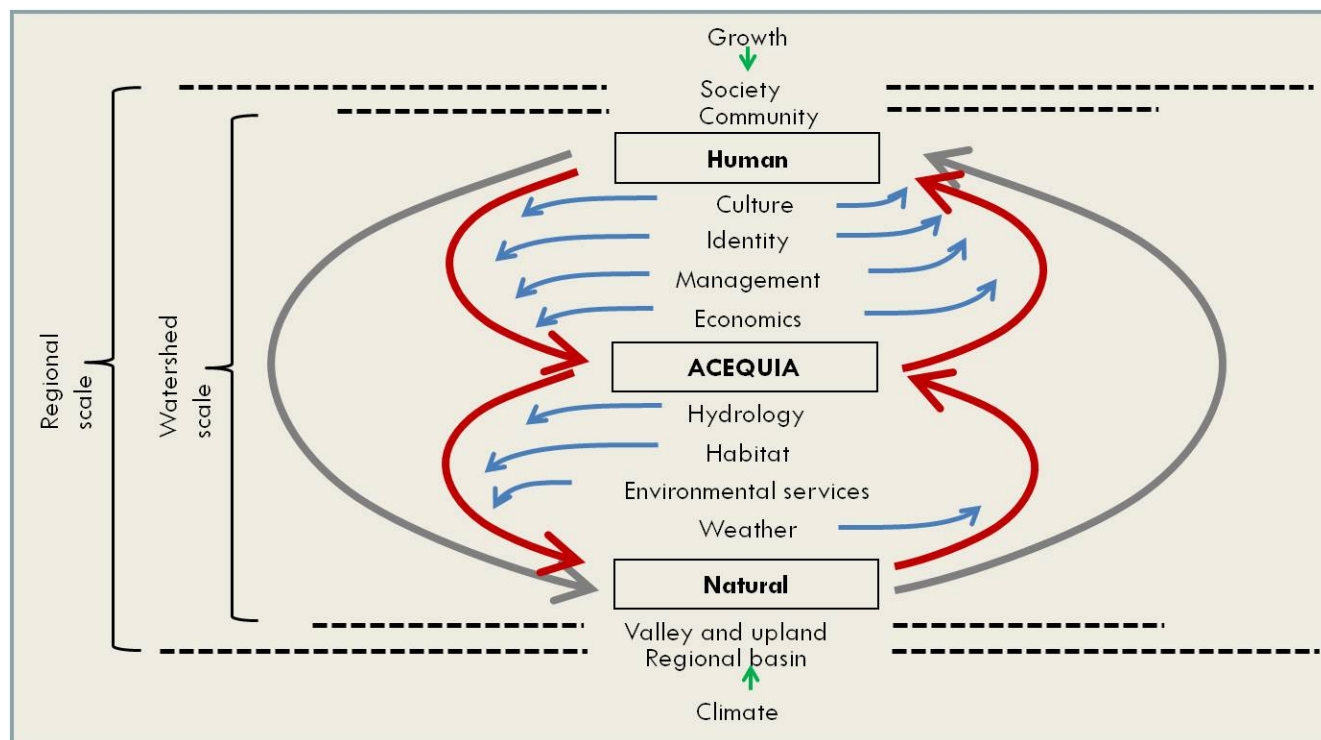 Growth
Society
Community
Human
Culture
Identity
Management
Economics
ACEQUIA
Hydrology
Habitat
Environmental services
Weather
Natural
Valley and upland
Regional basin
Climate
Regional
scale
Watershed
scale